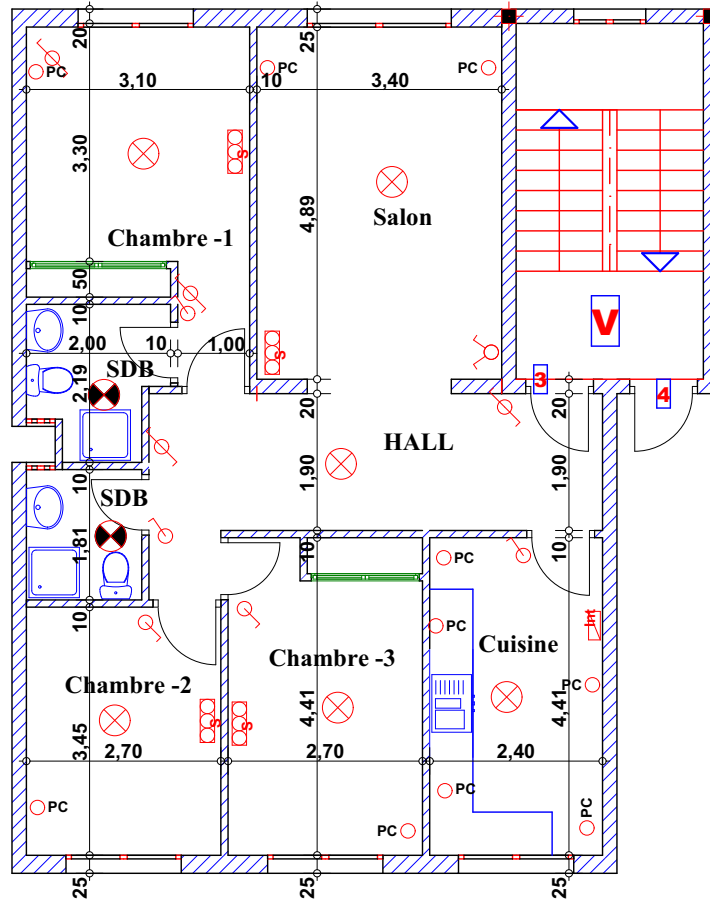 20
25
PC
PC
PC
3,10
10
3,40
3,30
S
4,89
Salon
Chambre -1
50
10
V
2,00
10
1,00
S
SDB
2,19
3
4
20
20
HALL
1,90
1,90
10
SDB
1,81
10
10
PC
10
Int
PC
Cuisine
Chambre -3
Chambre -2
PC
4,41
4,41
S
S
3,45
2,70
2,70
2,40
PC
PC
PC
PC
25
25
25